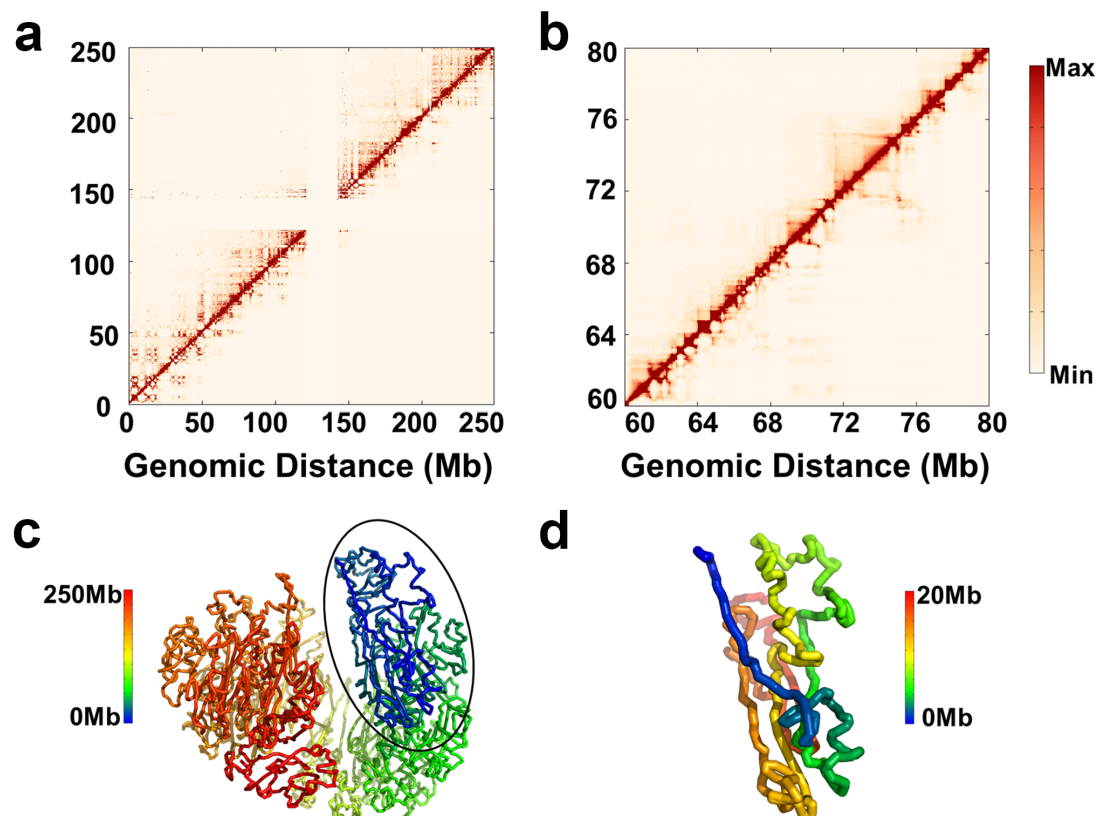 a
250
200
150
100
50
0
0 50 100 150 200 250
Genomic Distance (Mb)
b
80
76
72
68
64
60
60 64 68 72 76 80
Genomic Distance (Mb)
Max
Min
c
250Mb
0Mb
d
20Mb
0Mb